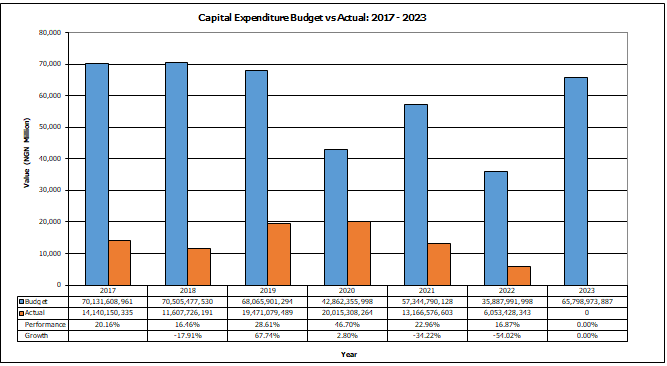 Capital Expenditure Budget vs Actual: 2017 - 2023
80,000
70,000
60,000
50,000
40,000
30,000
20,000
10,000
0
Value (NGN Million)
2017 2018 2019 2020 2021 2022 2023
Budget 70,131,608,961 70,505,477,530 68,065,901,294 42,862,355,998 57,344,790,128 35,887,991,998 65,798,973,887
Actual 14,140,150,335 11,607,726,191 19,471,079,489 20,015,308,264 13,166,576,603 6,053,428,343 0
Performance 20.16% 16.46% 28.61% 46.70% 22.96% 16.87% 0.00%
Growth -17.91% 67.74% 2.80% -34.22% -54.02% 0.00%
Year